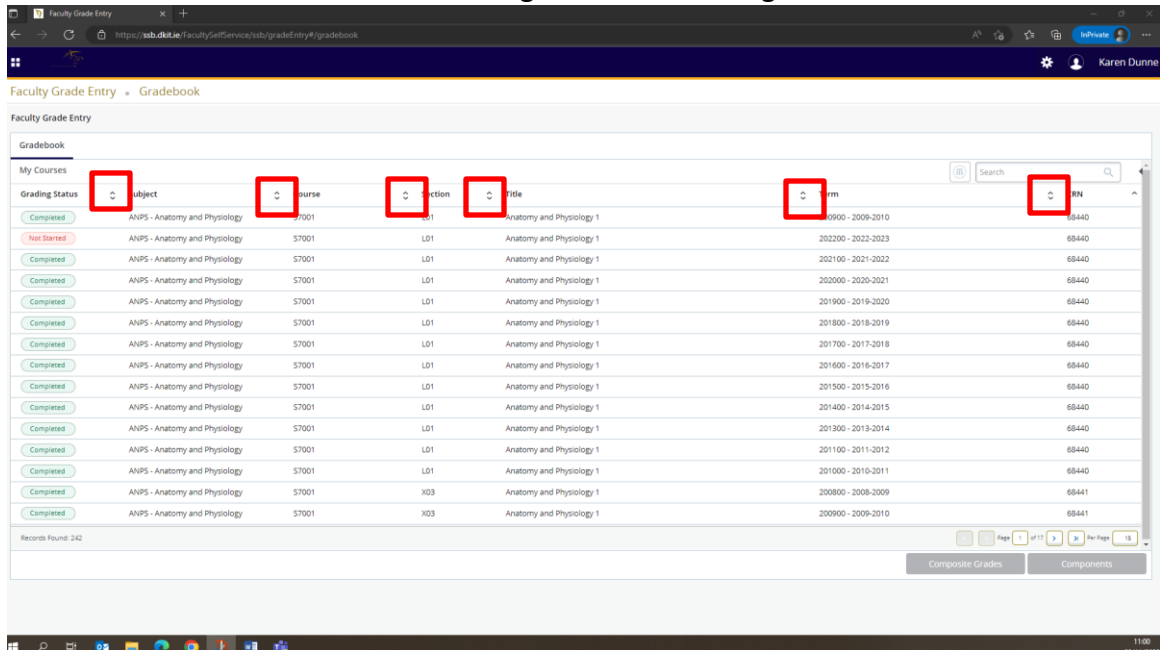 Faculty Grade Entry
https://ssb.dkit.ie/FacultySelfService/ssb/gradeEntry#/gradebook
InPrivate
Karen Dunne
Faculty Grade Entry • Gradebook
Faculty Grade Entry
Gradebook
My Courses
Search
Grading Status ubject ourse Section Title Term CRN
Completed ANPS - Anatomy and Physiology S7001 L01 Anatomy and Physiology 1 200900 - 2009-2010 68440
Not Started ANPS - Anatomy and Physiology S7001 L01 Anatomy and Physiology 1 202200 - 2022-2023 68440
Completed ANPS - Anatomy and Physiology S7001 L01 Anatomy and Physiology 1 202100 - 2021-2022 68440
Completed ANPS - Anatomy and Physiology S7001 L01 Anatomy and Physiology 1 202000 - 2020-2021 68440
Completed ANPS - Anatomy and Physiology S7001 L01 Anatomy and Physiology 1 201900 - 2019-2020 68440
Completed ANPS - Anatomy and Physiology S7001 L01 Anatomy and Physiology 1 201800 - 2018-2019 68440
Completed ANPS - Anatomy and Physiology S7001 L01 Anatomy and Physiology 1 201700 - 2017-2018 68440
Completed ANPS - Anatomy and Physiology S7001 L01 Anatomy and Physiology 1 201600 - 2016-2017 68440
Completed ANPS - Anatomy and Physiology S7001 L01 Anatomy and Physiology 1 201500 - 2015-2016 68440
Completed ANPS - Anatomy and Physiology S7001 L01 Anatomy and Physiology 1 201400 - 2014-2015 68440
Completed ANPS - Anatomy and Physiology S7001 L01 Anatomy and Physiology 1 201300 - 2013-2014 68440
Completed ANPS - Anatomy and Physiology S7001 L01 Anatomy and Physiology 1 201100 - 2011-2012 68440
Completed ANPS - Anatomy and Physiology S7001 L01 Anatomy and Physiology 1 201000 - 2010-2011 68440
Completed ANPS - Anatomy and Physiology S7001 X03 Anatomy and Physiology 1 200800 - 2008-2009 68441
Completed ANPS - Anatomy and Physiology S7001 X03 Anatomy and Physiology 1 200900 - 2009-2010 68441
Records Found: 242
Page 1 of 17 Per Page 15
Composite Grades Components
11:00